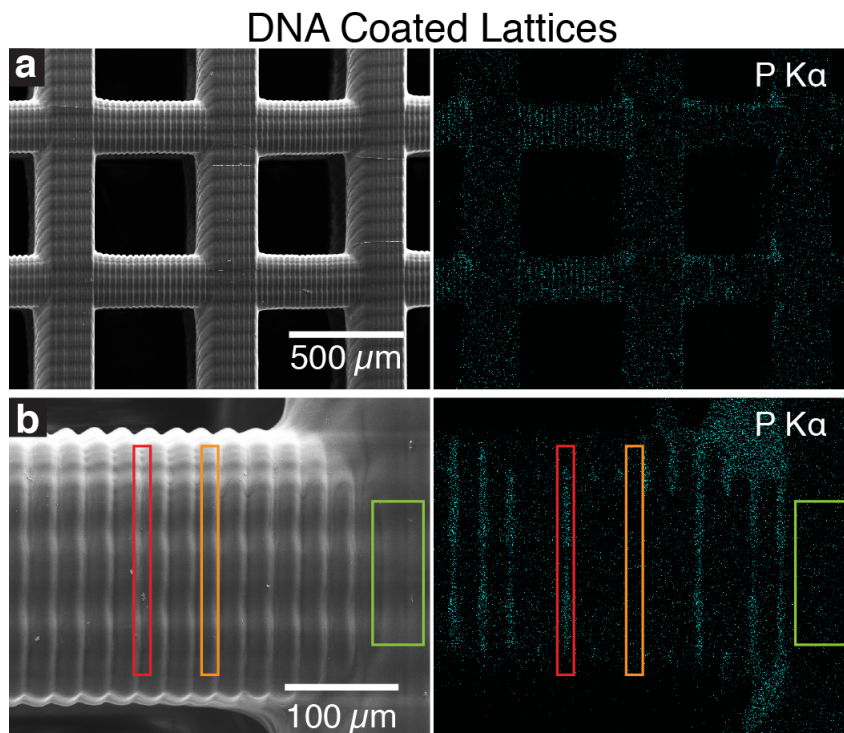 DNA Coated Lattices
a
P Kα
500 μm
b
P Kα
100 μm